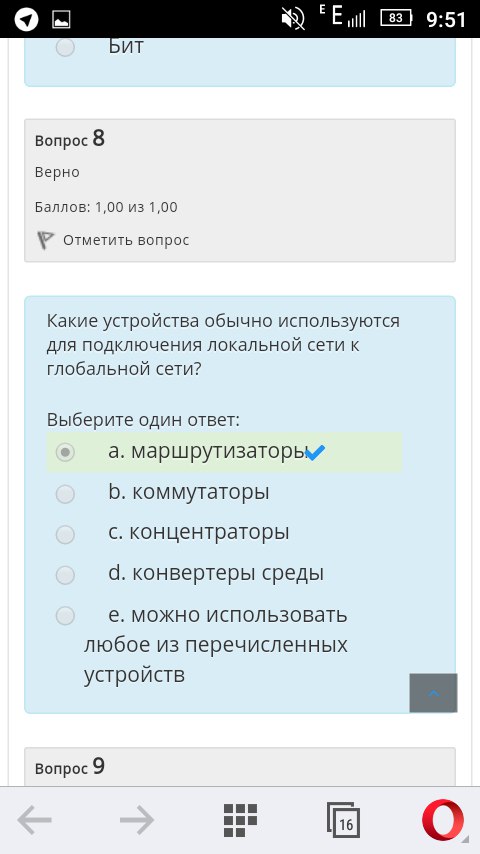 E E 83 9:51
Бит
Вопрос 8
Верно
Баллов: 1,00 из 1,00
Отметить вопрос
Какие устройства обычно используются
для подключения локальной сети к
глобальной сети?
Выберите один ответ:
a. маршрутизаторы
b. коммутаторы
c. концентраторы
d. конвертеры среды
e. можно использовать
любое из перечисленных
устройств
Вопрос 9
16